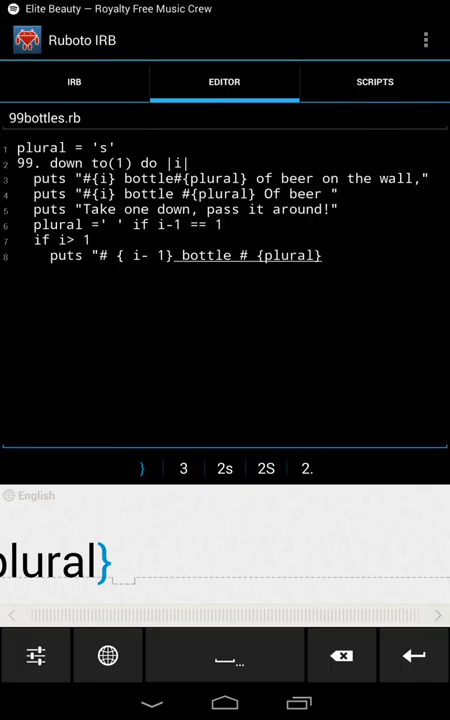 Elite Beauty — Royalty Free Music Crew
Ruboto IRB
IRB EDITOR SCRIPTS
99bottles.rb
1 plural = 's'
2 99. down to(1) do |i|
3 puts "#{i} bottle#{plural} of beer on the wall,"
4 puts "#{i} bottle #{plural} Of beer "
5 puts "Take one down, pass it around!"
6 plural =' ' if i-1 == 1
7 if i> 1
8 puts "# { i- 1} bottle # {plural}
} 3 2s 2S 2.
English
plural}